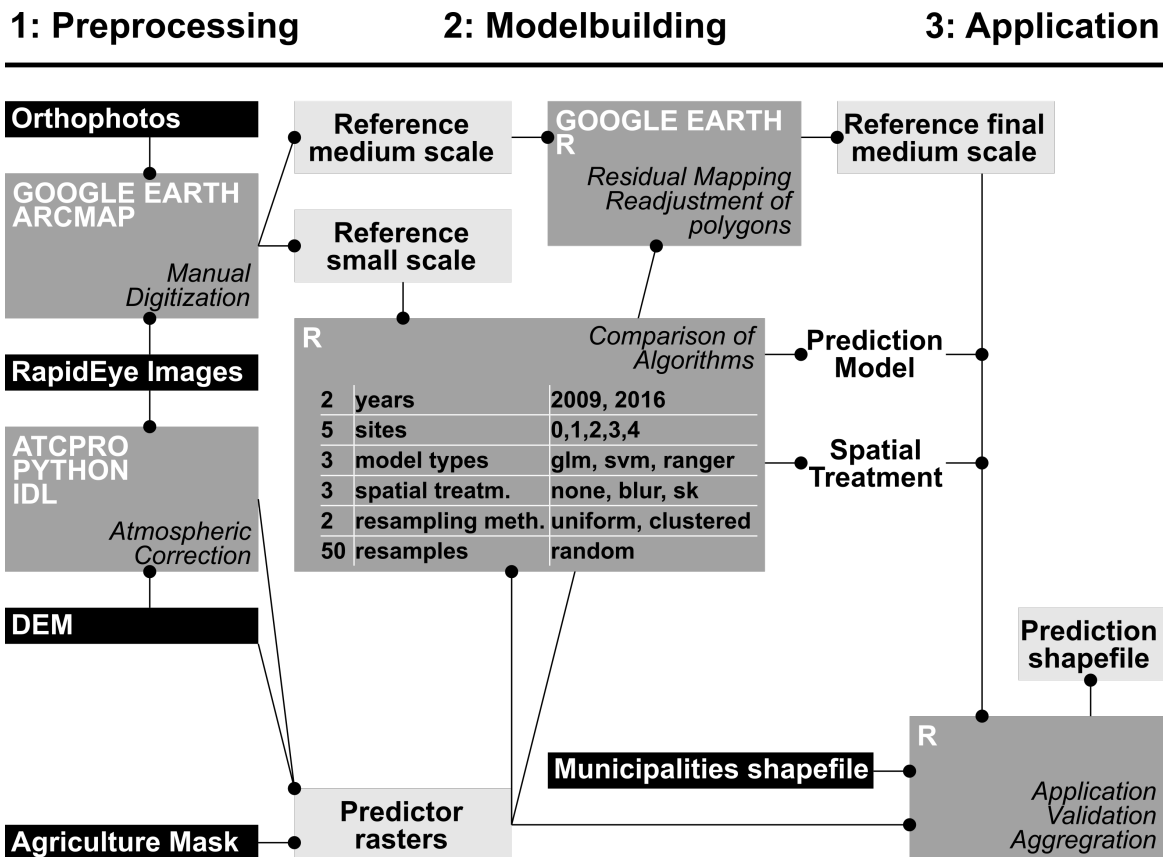 1: Preprocessing
2: Modelbuilding
3: Application
Orthophotos
GOOGLE EARTH
ARCMAP
Manual
Digitization
RapidEye Images
ATCPRO
PYTHON
IDL
Atmospheric
Correction
DEM
Agriculture Mask
Reference
medium scale
Reference
small scale
GOOGLE EARTH
R
Residual Mapping
Readjustment of
polygons
R
Comparison of
Algorithms
2 years 2009, 2016
5 sites 0,1,2,3,4
3 model types glm, svm, ranger
3 spatial treatm. none, blur, sk
2 resampling meth. uniform, clustered
50 resamples random
Predictor
rasters
Municipalities shapefile
Reference final
medium scale
Prediction
Model
Spatial
Treatment
Prediction
shapefile
R
Application
Validation
Aggregration